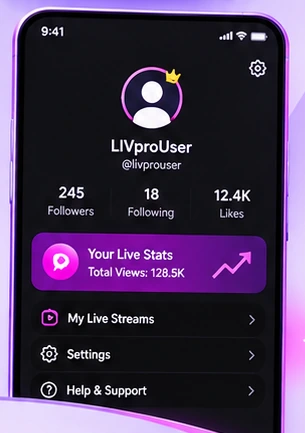 9:41
LIVproUser
@livprouser
245 18 12.4K
Followers Following Likes
Your Live Stats
Total Views: 128.5K
My Live Streams
Settings
Help & Support